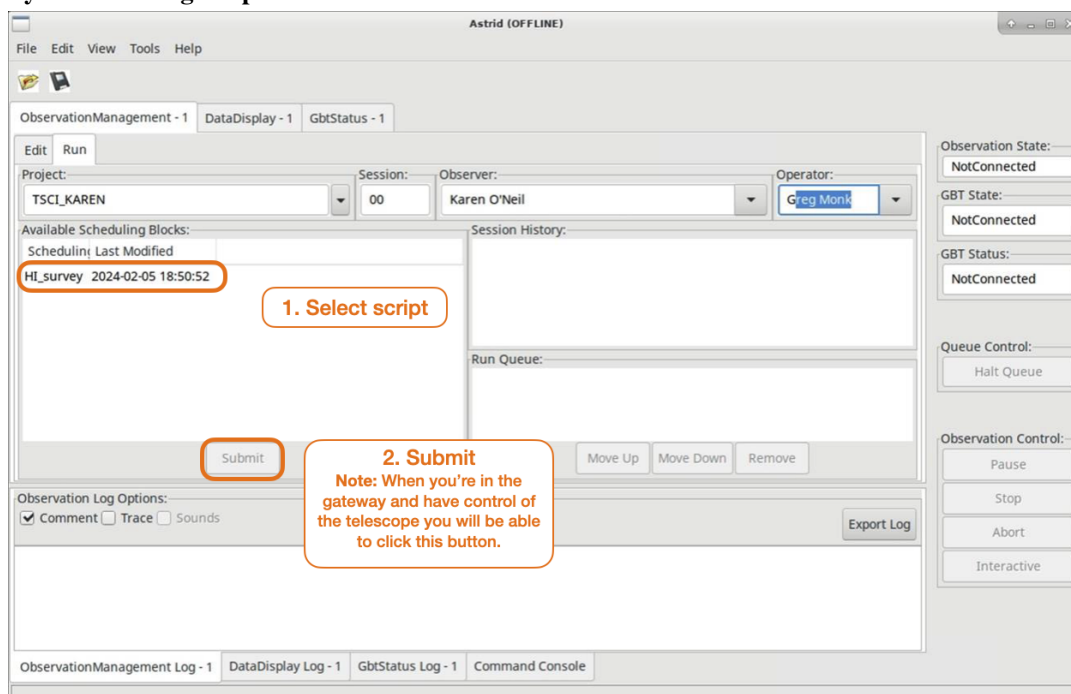 Astrid (OFFLINE)
File Edit View Tools Help
ObservationManagement - 1 DataDisplay - 1 GbtStatus - 1
Edit Run
Project: Session: Observer: Operator:
TSCI_KAREN 00 Karen O'Neil Greg Monk
Available Scheduling Blocks:
Scheduling Last Modified
HI_survey 2024-02-05 18:50:52
1. Select script
Submit
Session History:
Run Queue:
Move Up Move Down Remove
2. Submit
Note: When you're in the
gateway and have control of
the telescope you will be able
to click this button.
Observation State:
NotConnected
GBT State:
NotConnected
GBT Status:
NotConnected
Queue Control:
Halt Queue
Observation Control:
Pause
Stop
Abort
Interactive
Observation Log Options:
Comment Trace Sounds
Export Log
ObservationManagement Log - 1 DataDisplay Log - 1 GbtStatus Log - 1 Command Console